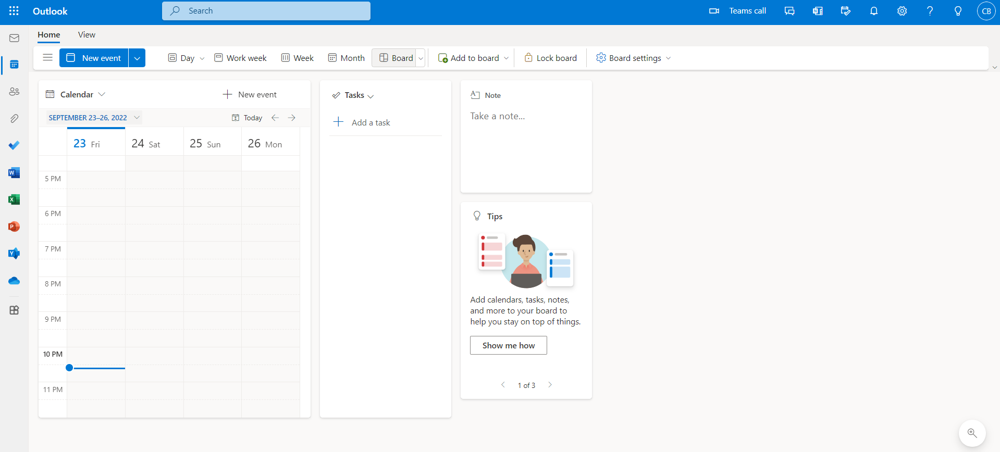 Outlook
Search
Teams call
CB
Home
View
New event
Day
Work week
Week
Month
Board
Add to board
Lock board
Board settings
Calendar
New event
SEPTEMBER 23–26, 2022
Today
23 Fri
24 Sat
25 Sun
26 Mon
5 PM
6 PM
7 PM
8 PM
9 PM
10 PM
11 PM
Tasks
Add a task
Note
Take a note...
Tips
Add calendars, tasks, notes,
and more to your board to
help you stay on top of things.
Show me how
1 of 3